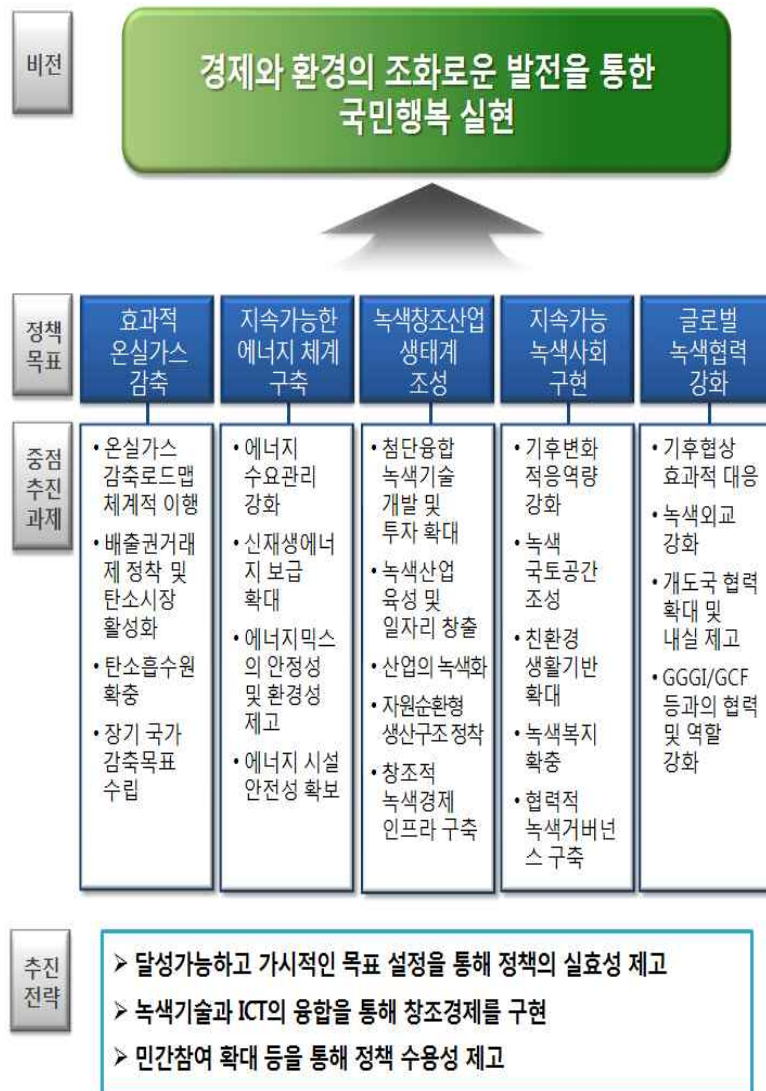 비전
경제와 환경의 조화로운 발전을 통한
국민행복 실현
정책
목표
효과적
온실가스
감축
지속가능한
에너지 체계
구축
녹색창조산업
생태계
조성
지속가능
녹색사회
구현
글로벌
녹색협력
강화
중점
추진
과제
• 온실가스
감축로드맵
체계적 이행
• 배출권거래
제 정착 및
탄소시장
활성화
• 탄소흡수원
확충
• 장기 국가
감축목표
수립
• 에너지
수요관리
강화
• 신재생에너
지 보급
확대
• 에너지믹스
의 안정성
및 환경성
제고
• 에너지 시설
안전성 확보
• 첨단융합
녹색기술
개발 및
투자 확대
• 녹색산업
육성 및
일자리 창출
• 산업의 녹색화
• 자원순환형
생산구조 정착
• 창조적
녹색경제
인프라 구축
• 기후변화
적응역량
강화
• 녹색
국토공간
조성
• 친환경
생활기반
확대
• 녹색복지
확충
• 협력적
녹색거버넌
스 구축
• 기후협상
효과적 대응
• 녹색외교
강화
• 개도국 협력
확대 및
내실 제고
• GGGI/GCF
등과의 협력
및 역할
강화
추진
전략
➢ 달성가능하고 가시적인 목표 설정을 통해 정책의 실효성 제고
➢ 녹색기술과 ICT의 융합을 통해 창조경제를 구현
➢ 민간참여 확대 등을 통해 정책 수용성 제고